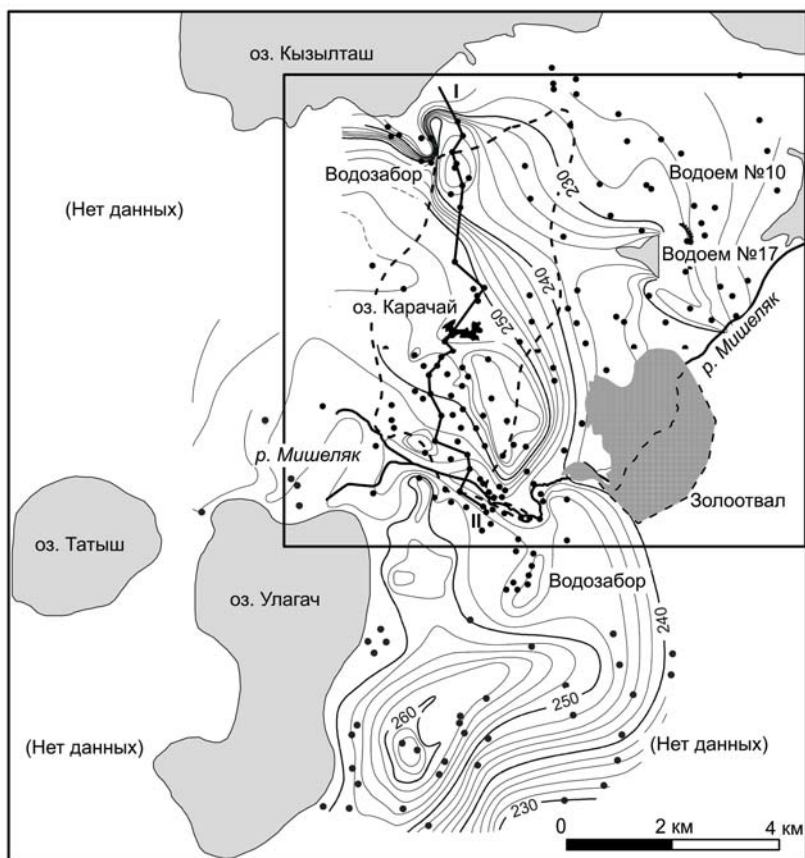 оз. Кызылташ
I
Водозабор
Водоем №10
(Нет данных)
230
Водоем №17
240
оз. Карачай
250
р. Мишеляк
р. Мишеляк
Золоотвал
II
оз. Татыш
Водозабор
оз. Улагач
240
250
260
(Нет данных)
(Нет данных)
230
0 2 км 4 км